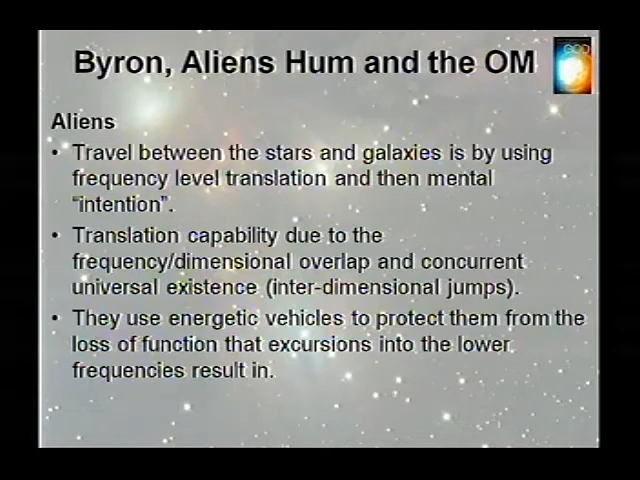 Byron, Aliens Hum and the OM
GOD
Aliens
• Travel between the stars and galaxies is by using
frequency level translation and then mental
“intention”.
• Translation capability due to the
frequency/dimensional overlap and concurrent
universal existence (inter-dimensional jumps).
• They use energetic vehicles to protect them from the
loss of function that excursions into the lower
frequencies result in.